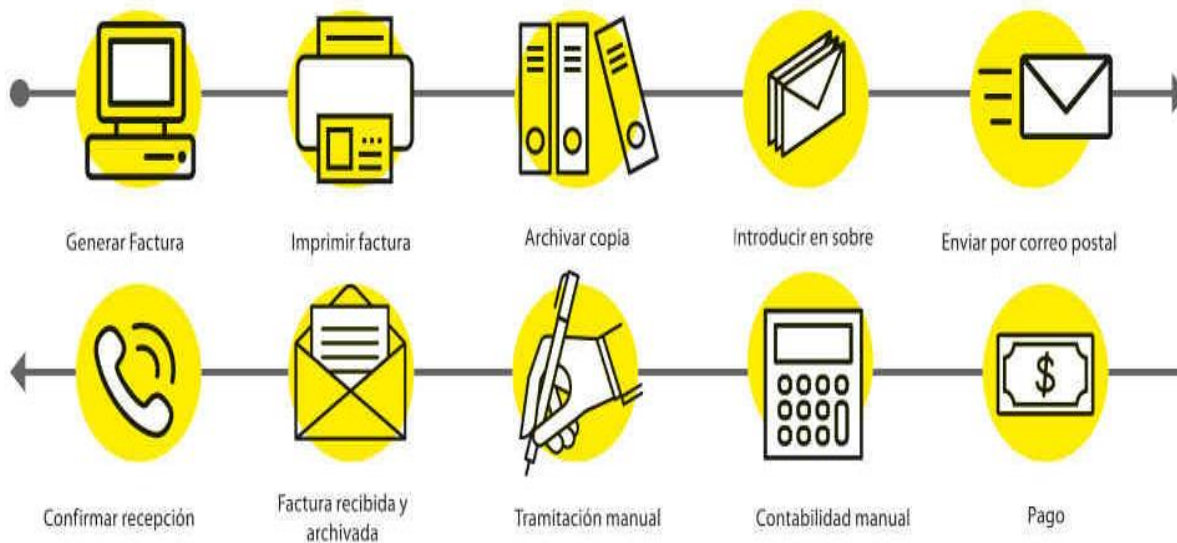 Generar Factura
Imprimir factura
Archivar copia
Introducir en sobre
Enviar por correo postal
Confirmar recepción
Factura recibida y
archivada
Tramitación manual
Contabilidad manual
$
Pago